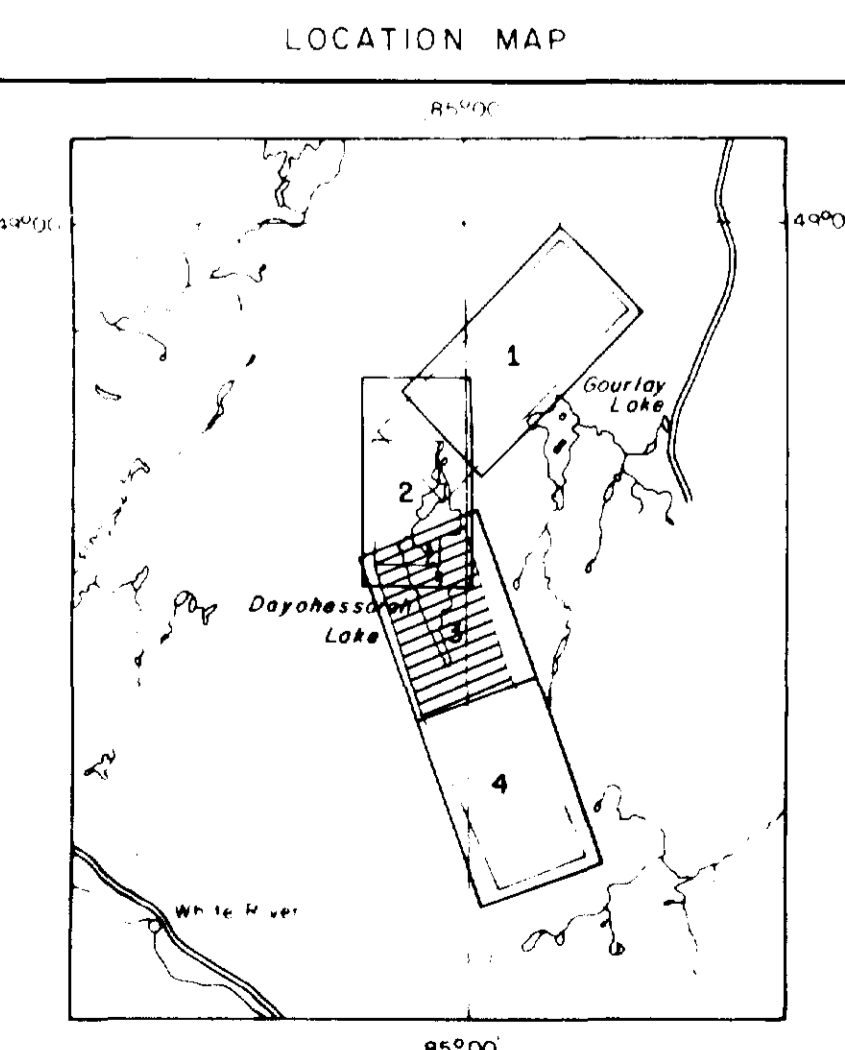 LOCATION MAP
85°00'
49°00'
49°0
1
Gourlay
Lake
2
Dayohessarah
Lake
3
4
White River
85°00'